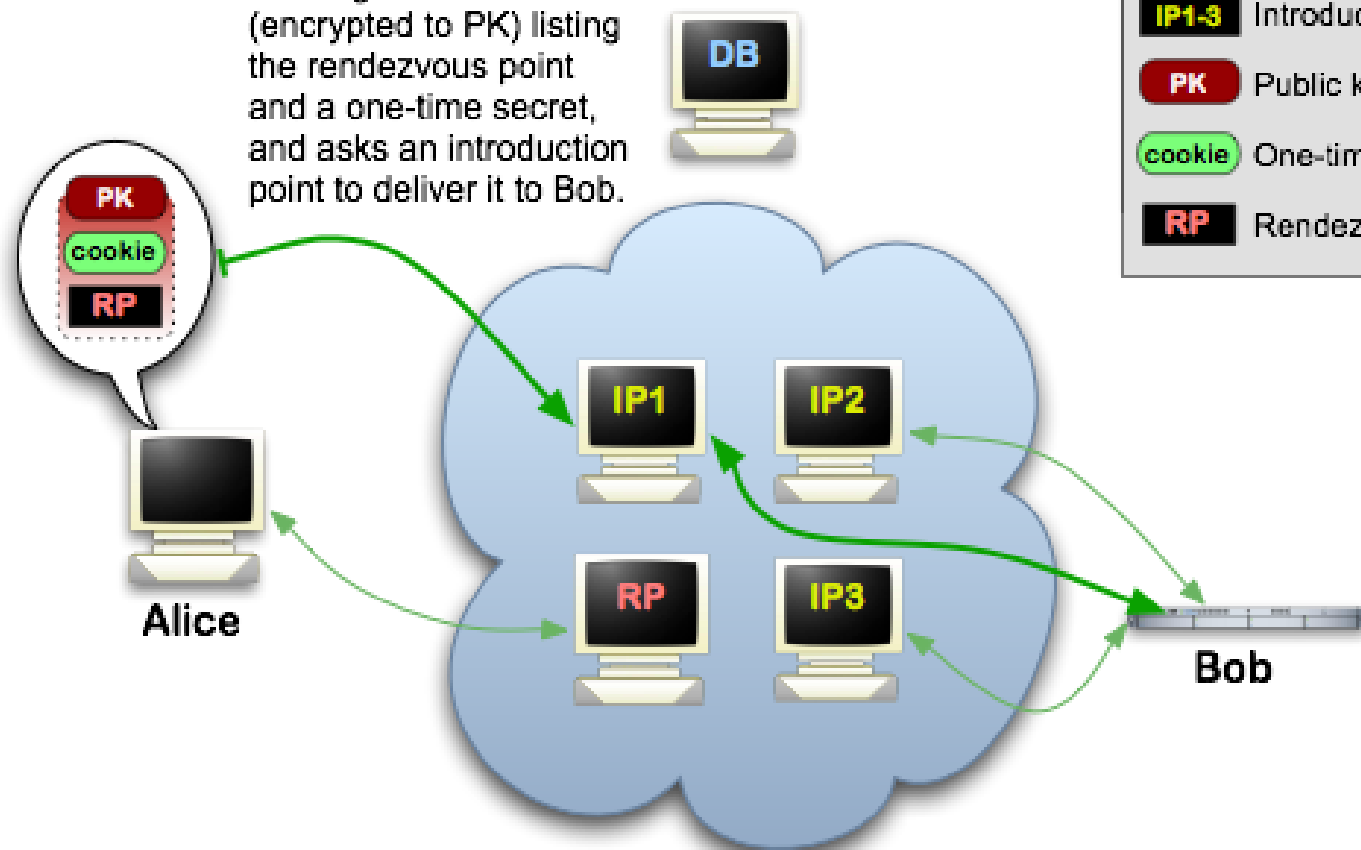 (encrypted to PK) listing
the rendezvous point
and a one-time secret,
and asks an introduction
point to deliver it to Bob.
DB
IP1-3
PK Public
cookie
RP
PK
cookie
RP
IP1
IP2
RP
IP3
Alice
Bob